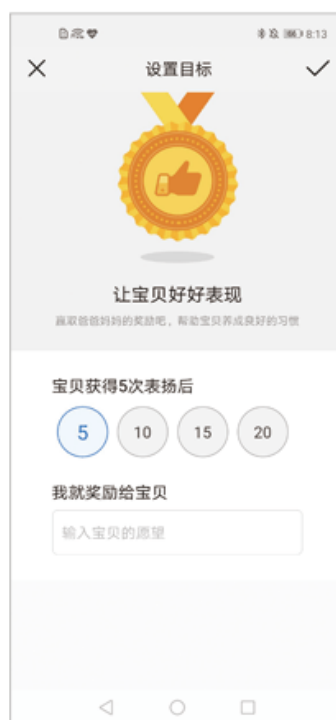 8:13
设置目标
让宝贝好好表现
赢取爸爸妈妈的奖励吧，帮助宝贝养成良好的习惯
宝贝获得5次表扬后
5 10 15 20
我就奖励给宝贝
输入宝贝的愿望